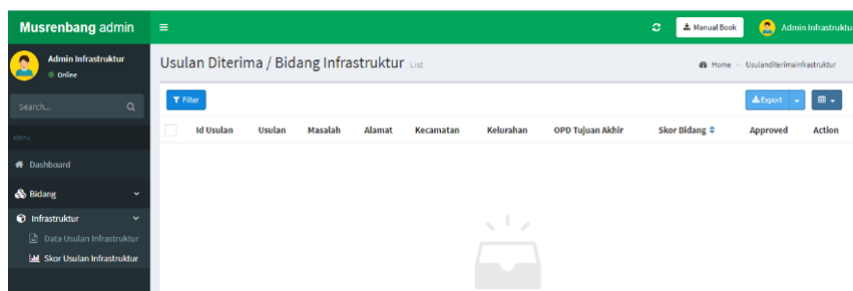 Musrenbang admin
Manual Book
Admin Infrastruktu
Admin Infrastruktur
Online
Usulan Diterima / Bidang Infrastruktur List
Home > Usulanditerimainfrastruktur
Search...
Filter
Export
Id Usulan Usulan Masalah Alamat Kecamatan Kelurahan OPD Tujuan Akhir Skor Bidang Approved Action
Menu
Dashboard
Bidang
Infrastruktur
Data Usulan Infrastruktur
Skor Usulan Infrastruktur